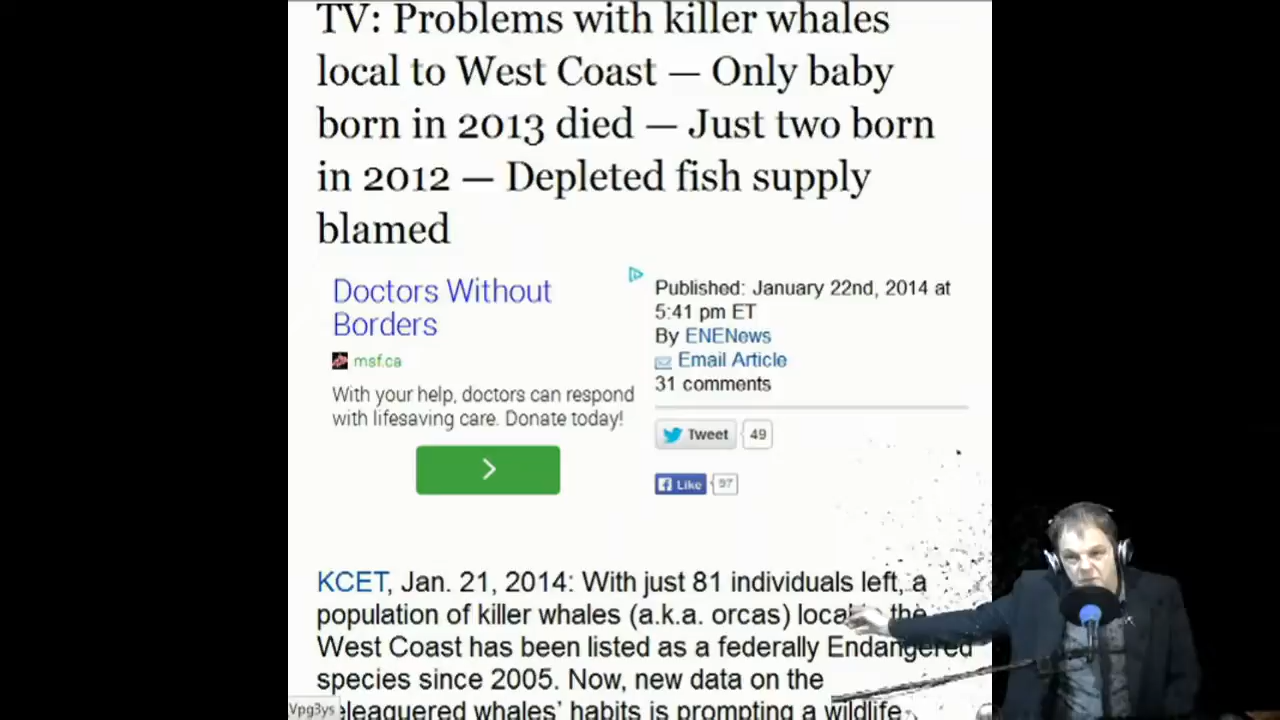 TV: Problems with killer whales
local to West Coast — Only baby
born in 2013 died — Just two born
in 2012 — Depleted fish supply
blamed
Doctors Without
Borders
msf.ca
With your help, doctors can respond
with lifesaving care. Donate today!
Published: January 22nd, 2014 at
5:41 pm ET
By ENENews
Email Article
31 comments
Tweet 49
Like 97
KCET, Jan. 21, 2014: With just 81 individuals left, a
population of killer whales (a.k.a. orcas) local the
West Coast has been listed as a federally Endangered
species since 2005. Now, new data on the
whales' habits is prompting a wildlife
Vpg3ys